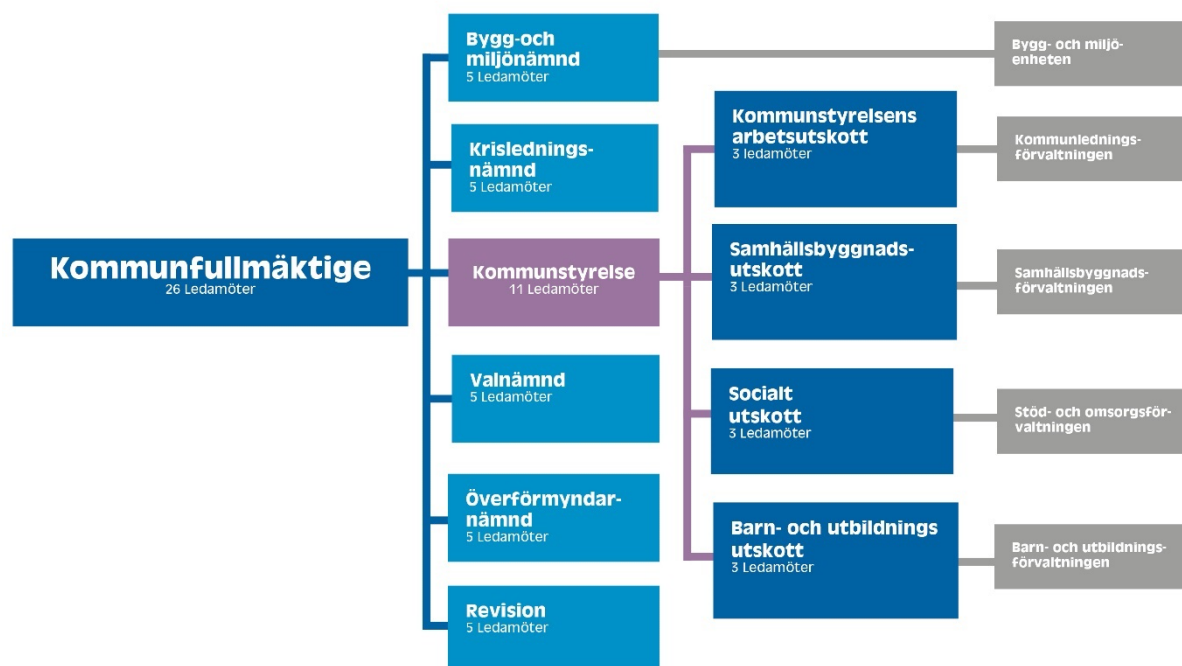 Kommunfullmäktige
26 Ledamöter
Bygg-och
miljönämnd
5 Ledamöter
Krislednings-
nämnd
5 Ledamöter
Kommunstyrelse
11 Ledamöter
Valnämnd
5 Ledamöter
Överförmyndar-
nämnd
5 Ledamöter
Revision
5 Ledamöter
Kommunstyrelsens
arbetsutskott
3 ledamöter
Samhällsbyggnads-
utskott
3 Ledamöter
Socialt
utskott
3 Ledamöter
Barn- och utbildnings
utskott
3 Ledamöter
Bygg- och miljö-
enheten
Kommunlednings-
förvaltningen
Samhällsbyggnads-
förvaltningen
Stöd- och omsorgsför-
valtningen
Barn- och utbildnings-
förvaltningen